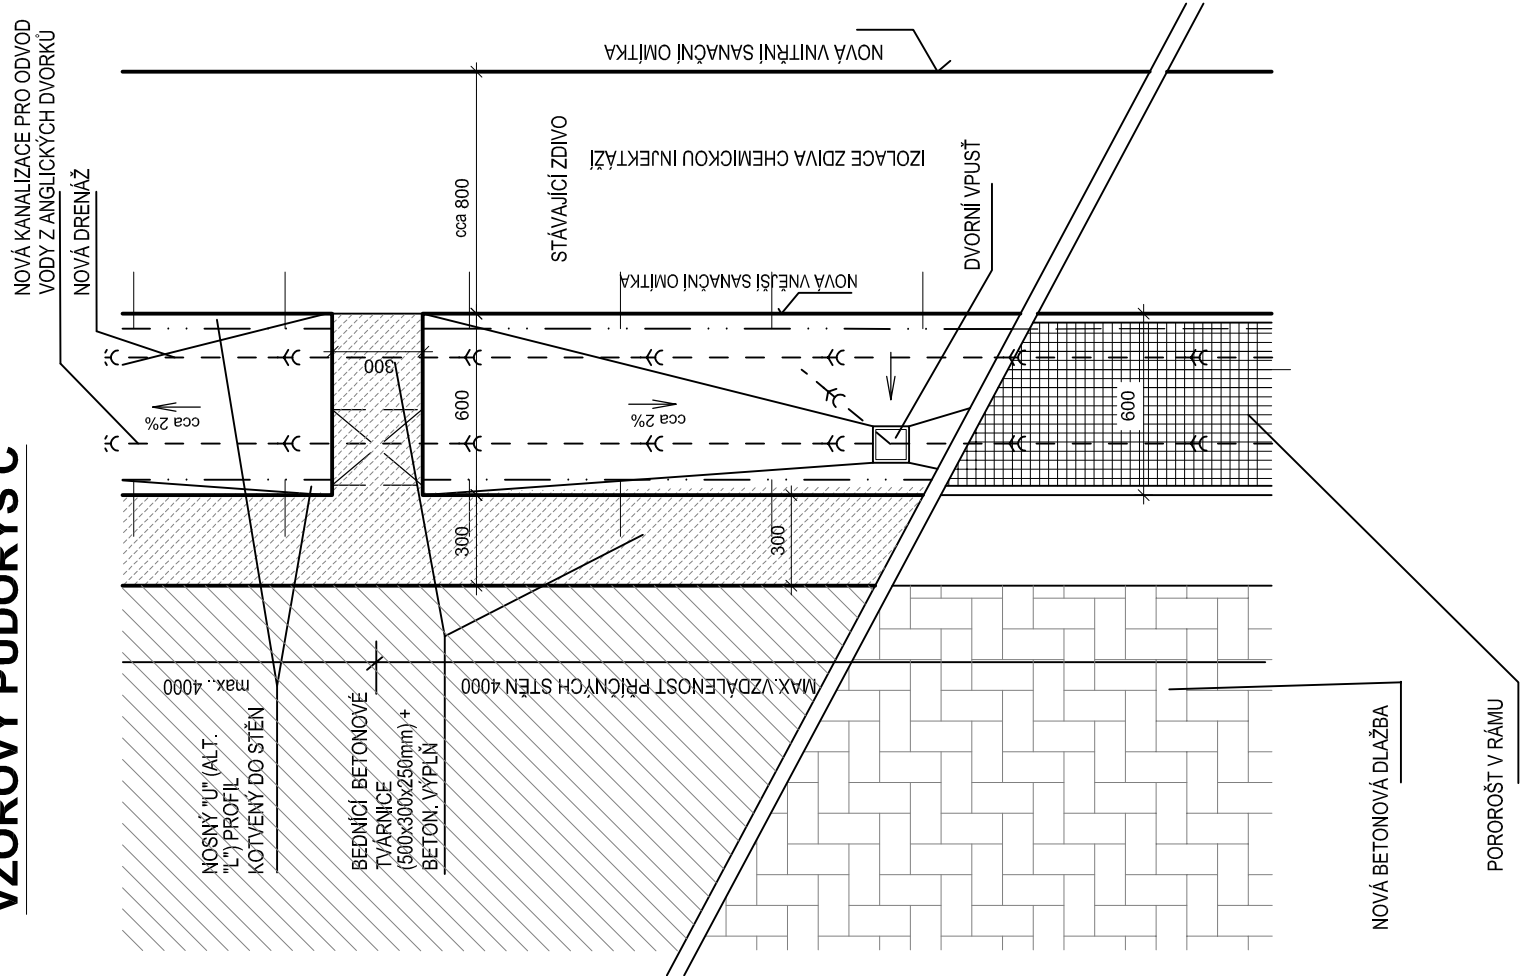 VZOROVÝ PŮDORYS C
NOVÁ KANALIZACE PRO ODVOD
VODY Z ANGLICKÝCH DVORKŮ
NOVÁ DRENÁŽ
NOVÁ VNITŘNÍ SANAČNÍ OMÍTKA
STÁVAJÍCÍ ZDIVO
IZOLACE ZDIVA CHEMICKOU INJEKTÁŽÍ
cca 800
NOVÁ VNĚJŠÍ SANAČNÍ OMÍTKA
DVORNÍ VPUSŤ
300
cca 2%
600
cca 2%
600
300
300
max.. 4000
MAX.VZDÁLENOST PŘÍČNÝCH STĚN 4000
NOSNÝ "U" (ALT.
"L") PROFIL
KOTVENÝ DO STĚN
BEDNÍCÍ BETONOVÉ
TVÁRNICE
(500x300x250mm) +
BETON. VÝPLŇ
NOVÁ BETONOVÁ DLAŽBA
POROROŠT V RÁMU